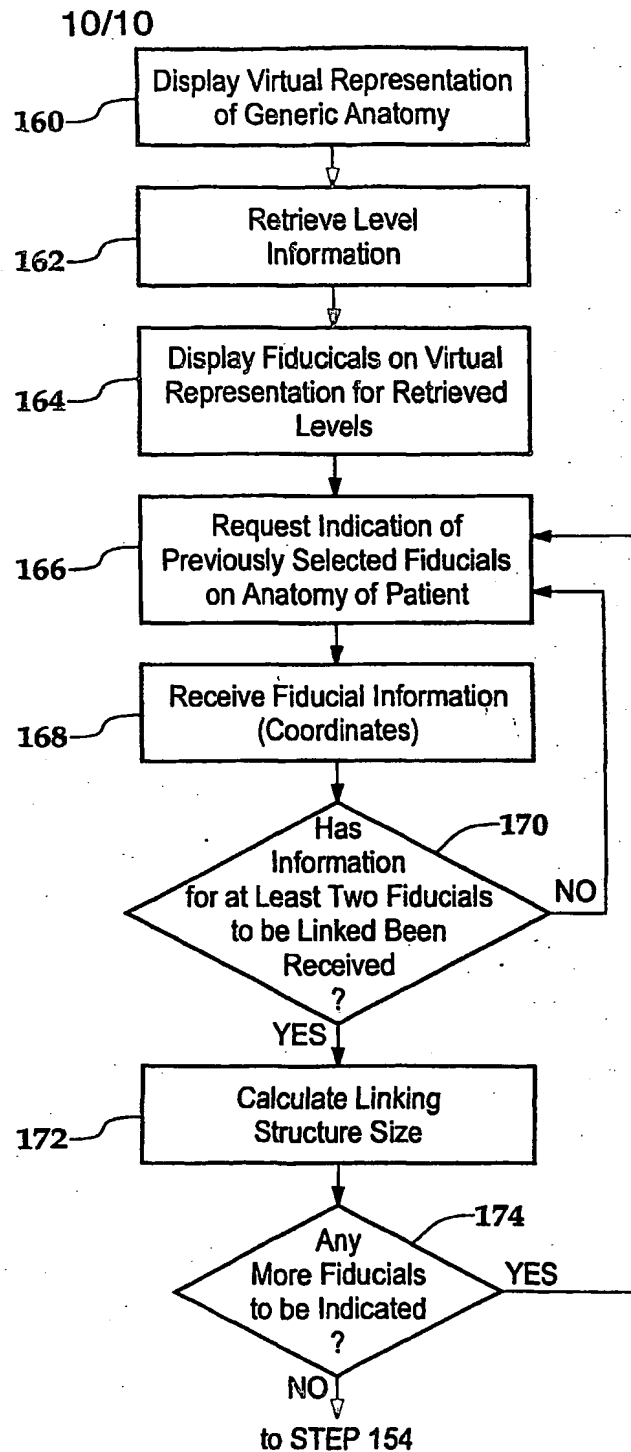 10/10
160
Display Virtual Representation
of Generic Anatomy
162
Retrieve Level
Information
164
Display Fiducicals on Virtual
Representation for Retrieved
Levels
166
Request Indication of
Previously Selected Fiducials
on Anatomy of Patient
168
Receive Fiducial Information
(Coordinates)
170
Has
Information
for at Least Two Fiducials
to be Linked Been
Received
?
NO
YES
172
Calculate Linking
Structure Size
174
Any
More Fiducials
to be Indicated
?
YES
NO
to STEP 154